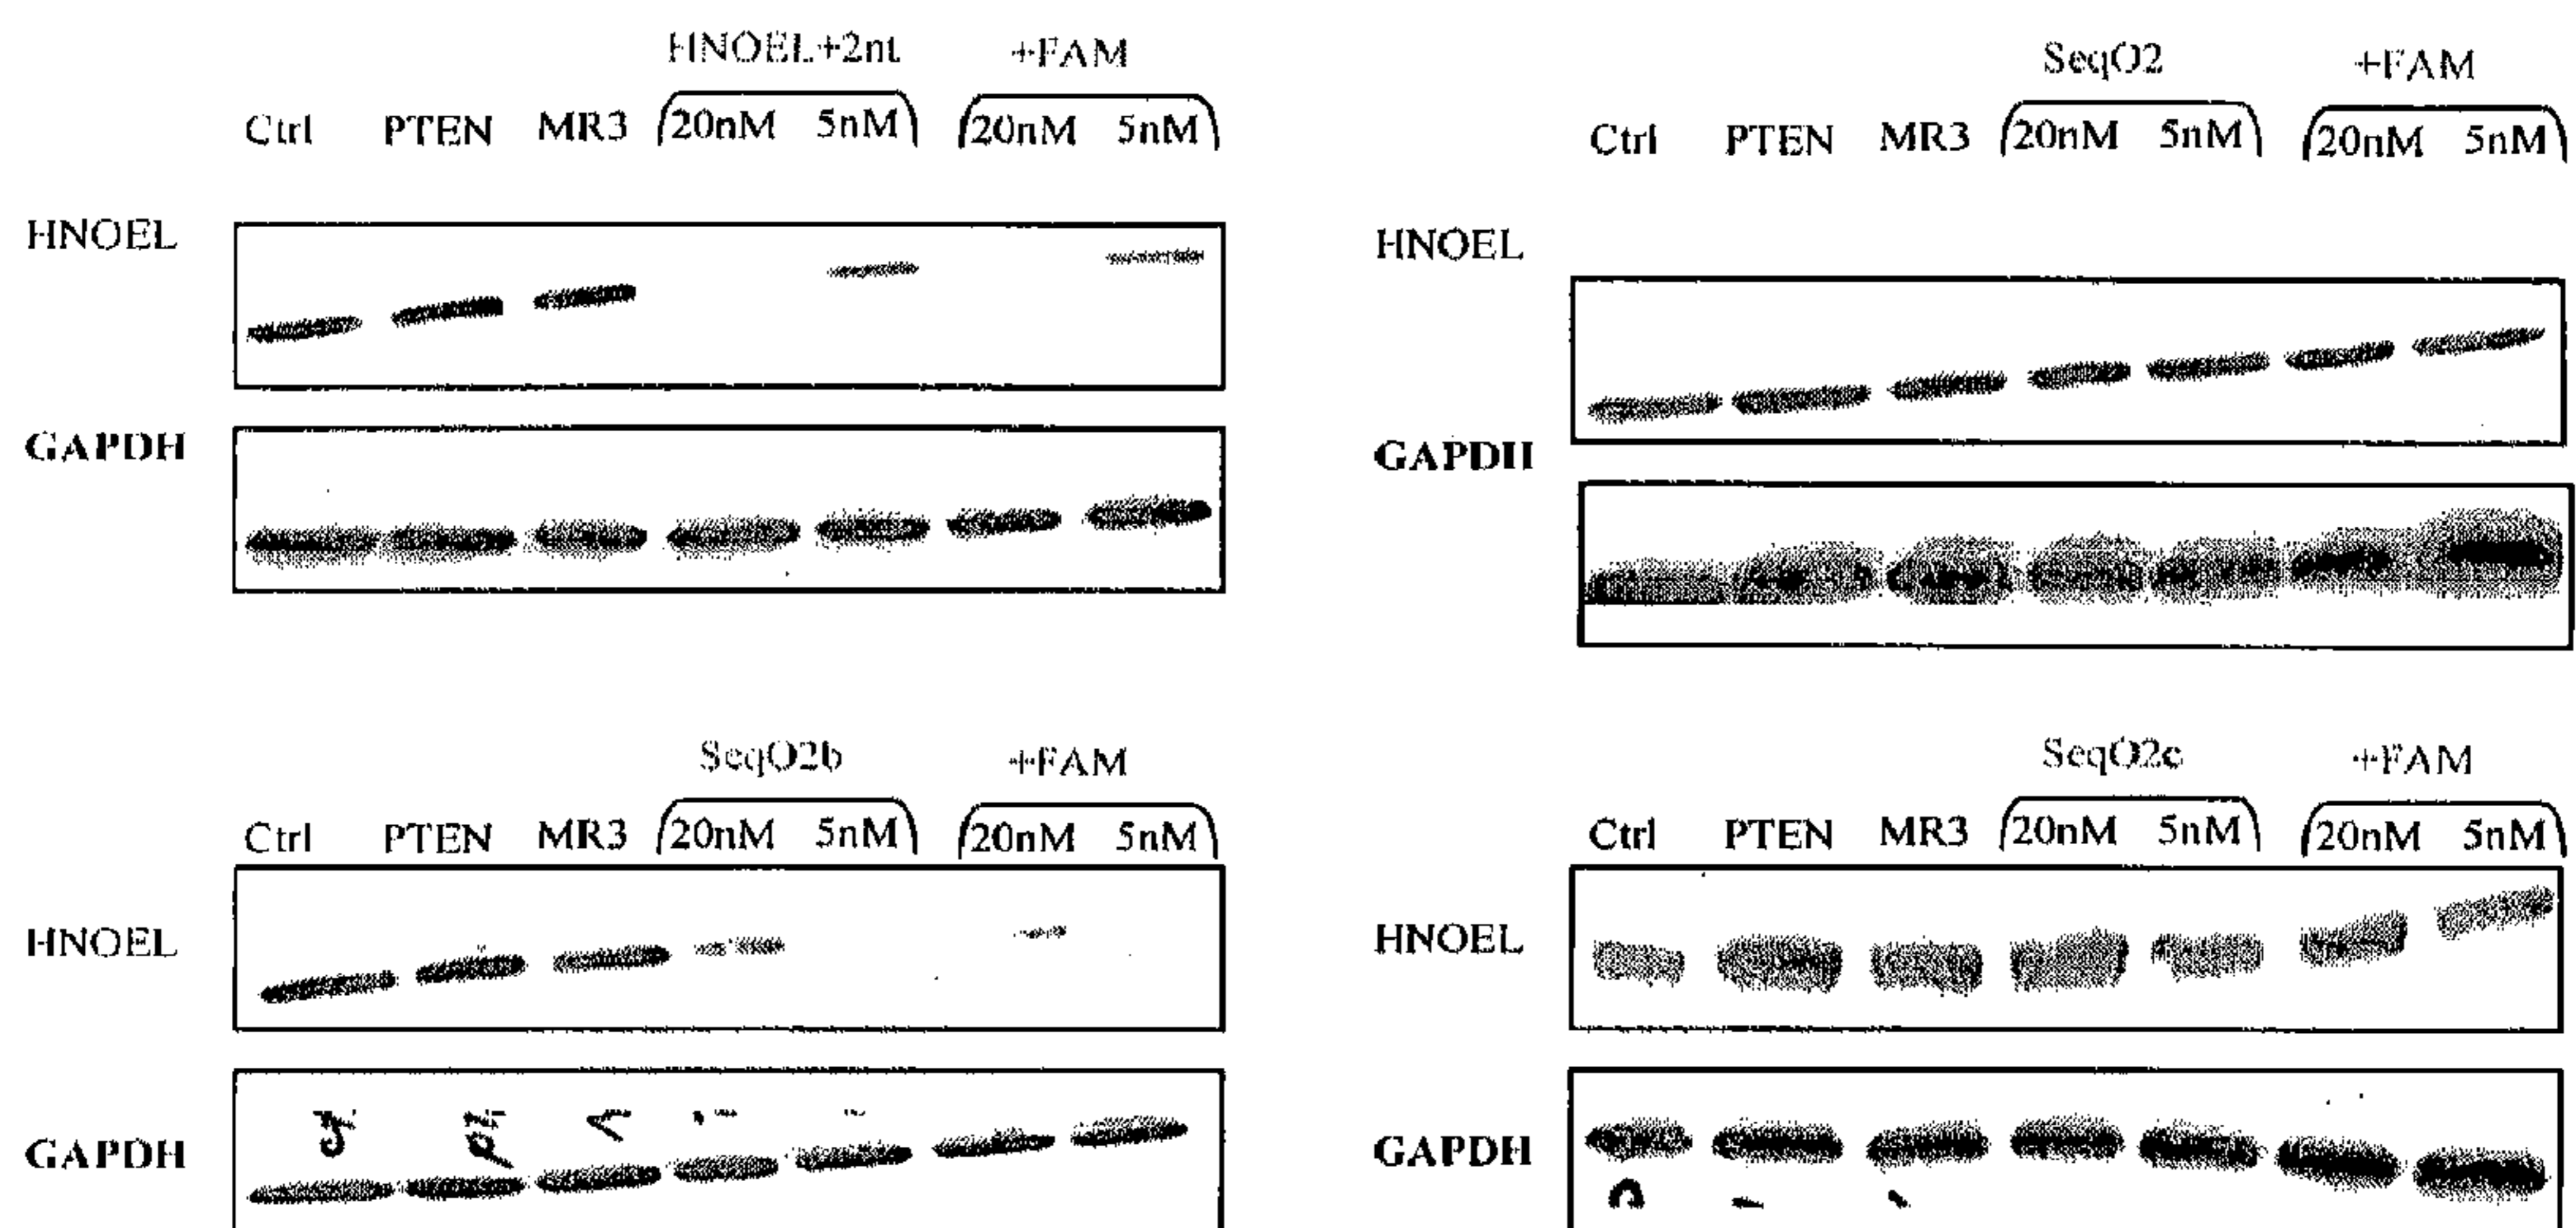 HNOEL+2nt +FAM
Ctrl PTEN MR3 20nM 5nM 20nM 5nM
HNOEL
GAPDH
SeqO2 +FAM
Ctrl PTEN MR3 20nM 5nM 20nM 5nM
HNOEL
GAPDH
SeqO2b +FAM
Ctrl PTEN MR3 20nM 5nM 20nM 5nM
HNOEL
GAPDH
SeqO2c +FAM
Ctrl PTEN MR3 20nM 5nM 20nM 5nM
HNOEL
GAPDH